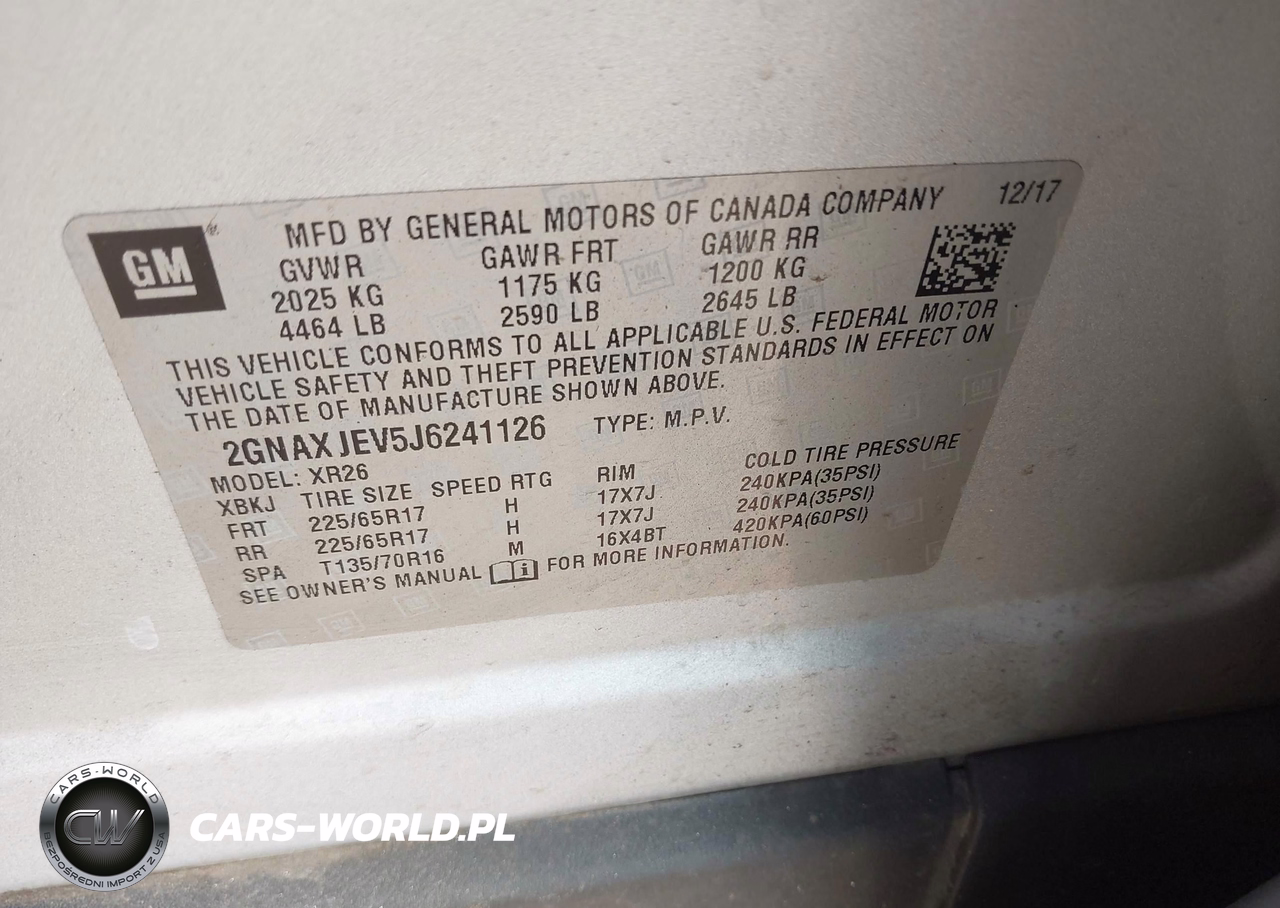 MFD BY GENERAL MOTORS OF CANADA COMPANY 12/17
GM
GVWR GAWR FRT GAWR RR
2025 KG 1175 KG 1200 KG
4464 LB 2590 LB 2645 LB
THIS VEHICLE CONFORMS TO ALL APPLICABLE U.S. FEDERAL MOTOR
VEHICLE SAFETY AND THEFT PREVENTION STANDARDS IN EFFECT ON
THE DATE OF MANUFACTURE SHOWN ABOVE.
2GNAXJEV5J6241126 TYPE: M.P.V.
MODEL: XR26
XBKJ TIRE SIZE SPEED RTG RIM COLD TIRE PRESSURE
FRT 225/65R17 H 17X7J 240KPA(35PSI)
RR 225/65R17 H 17X7J 240KPA(35PSI)
SPA T135/70R16 M 16X4BT 420KPA(60PSI)
SEE OWNER'S MANUAL FOR MORE INFORMATION.
CARS-WORLD
CW
BEZPOŚREDNI IMPORT Z USA
CARS-WORLD.PL